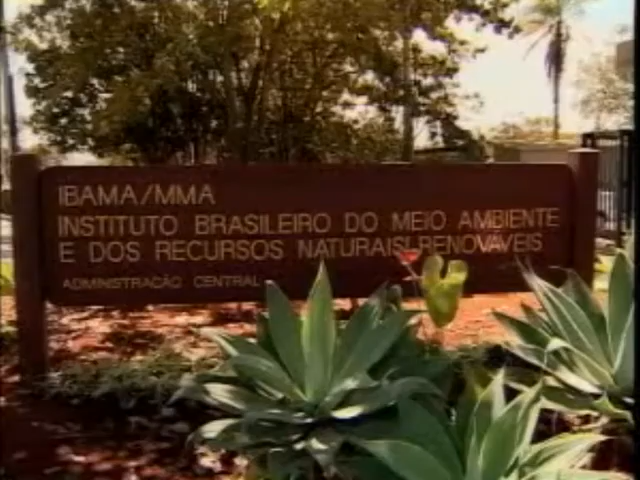 IBAMA/MMA
INSTITUTO BRASILEIRO DO MEIO AMBIENTE
E DOS RECURSOS NATURAIS RENOVÁVEIS
ADMINISTRAÇÃO CENTRAL